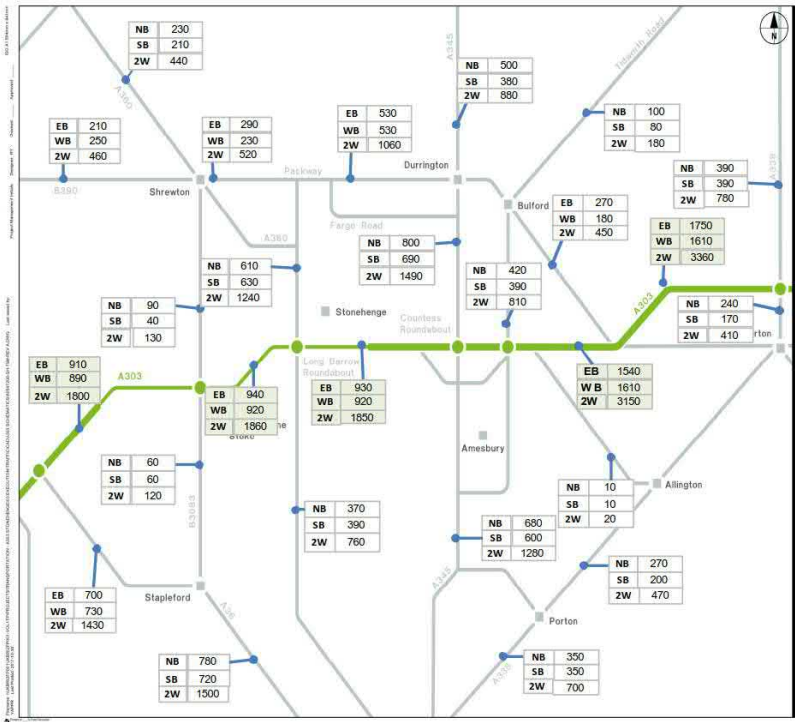 N
A360
A345
Tidworth Road
A338
NB 230
SB 210
2W 440
NB 500
SB 380
2W 880
NB 100
SB 80
2W 180
EB 210
WB 250
2W 460
EB 290
WB 230
2W 520
EB 530
WB 530
2W 1060
NB 390
SB 390
2W 780
B390
Shrewton
Packway
Durrington
Bulford
Fargo Road
A360
EB 270
WB 180
2W 450
EB 1750
WB 1610
2W 3360
NB 800
SB 690
2W 1490
NB 610
SB 630
2W 1240
NB 420
SB 390
2W 810
NB 90
SB 40
2W 130
Stonehenge
Countess
Roundabout
A303
NB 240
SB 170
2W 410
rton
EB 910
WB 890
2W 1800
A303
Long Barrow
Roundabout
EB 940
WB 920
2W 1860
EB 930
WB 920
2W 1850
EB 1540
W B 1610
2W 3150
ne
Stoke
Amesbury
NB 60
SB 60
2W 120
B3083
NB 370
SB 390
2W 760
NB 10
SB 10
2W 20
Allington
NB 680
SB 600
2W 1280
NB 270
SB 200
2W 470
A345
EB 700
WB 730
2W 1430
Stapleford
A36
Porton
NB 780
SB 720
2W 1500
A338
NB 350
SB 350
2W 700